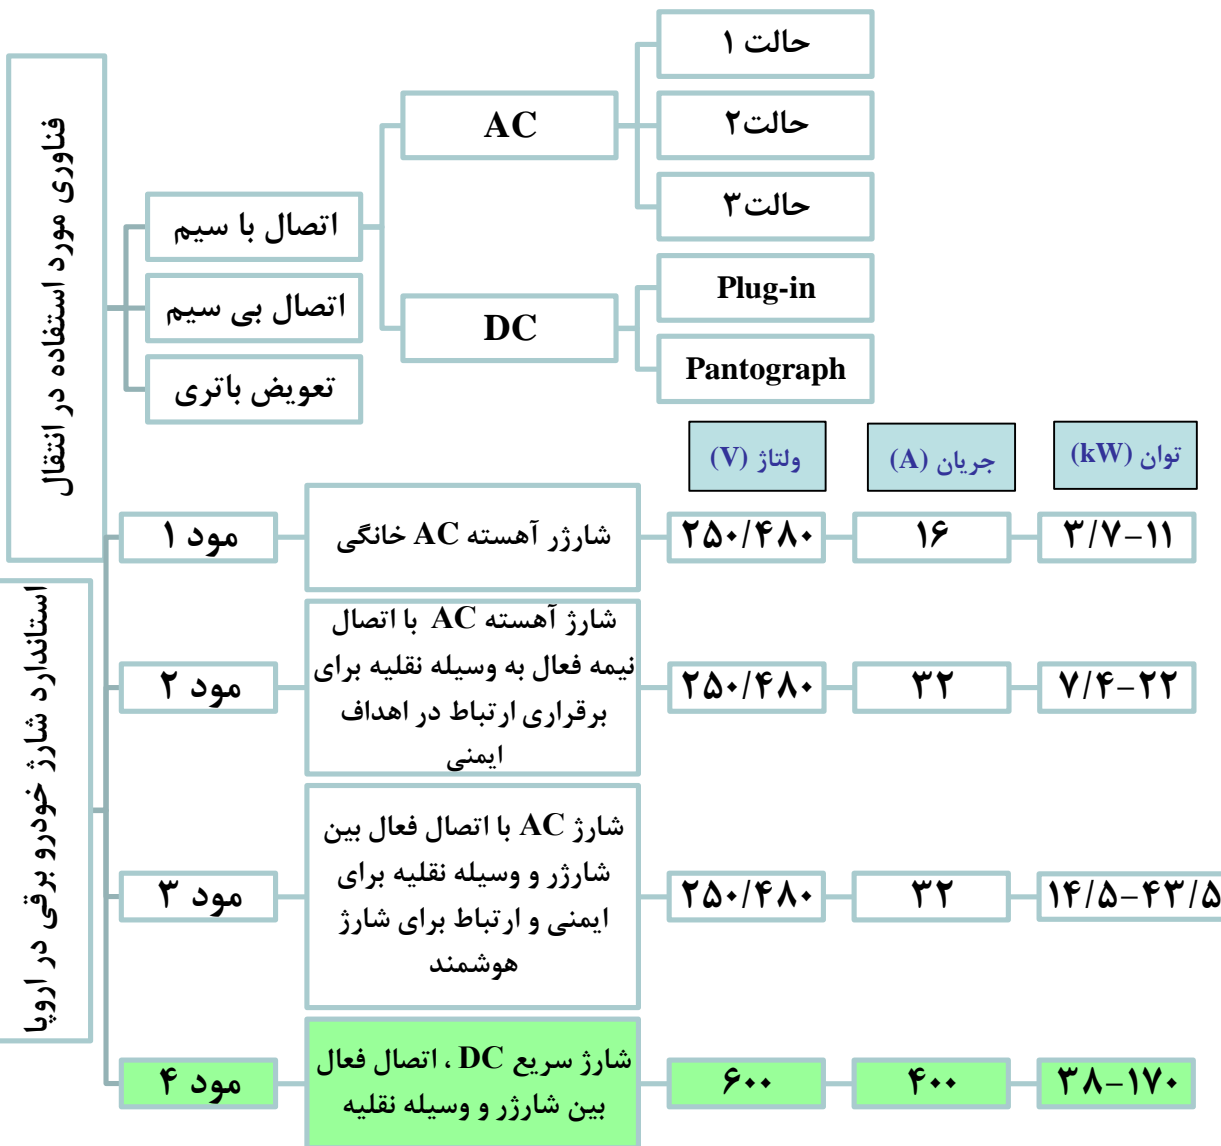 فناوری مورد استفاده در انتقال
اتصال با سیم
اتصال بی سیم
تعویض باتری
AC
DC
حالت ۱
حالت۲
حالت۳
Plug-in
Pantograph
ولتاژ (V)
جریان (A)
توان (kW)
استاندارد شارژ خودرو برقی در اروپا
مود ۱
شارژر آهسته AC خانگی
۲۵۰/۴۸۰
۱۶
۳/۷-۱۱
مود ۲
شارژ آهسته AC با اتصال
نیمه فعال به وسیله نقلیه برای
برقراری ارتباط در اهداف
ایمنی
۲۵۰/۴۸۰
۳۲
۷/۴-۲۲
مود ۳
شارژ AC با اتصال فعال بین
شارژر و وسیله نقلیه برای
ایمنی و ارتباط برای شارژ
هوشمند
۲۵۰/۴۸۰
۳۲
۱۴/۵-۴۳/۵
مود ۴
شارژ سریع DC ، اتصال فعال
بین شارژر و وسیله نقلیه
۶۰۰
۴۰۰
۳۸-۱۷۰